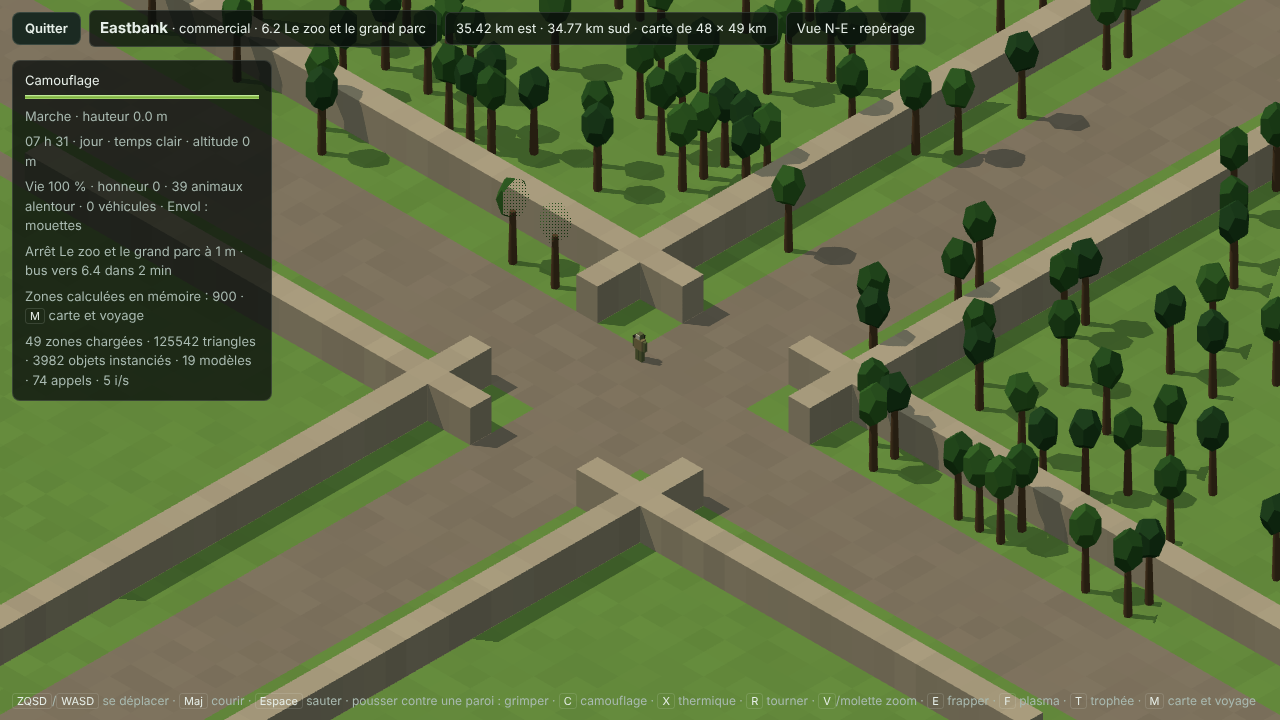 Quitter
Eastbank · commercial · 6.2 Le zoo et le grand parc
35.42 km est · 34.77 km sud · carte de 48 × 49 km
Vue N-E · repérage
Camouflage
Marche · hauteur 0.0 m
07 h 31 · jour · temps clair · altitude 0
m
Vie 100 % · honneur 0 · 39 animaux
alentour · 0 véhicules · Envol :
mouettes
Arrêt Le zoo et le grand parc à 1 m ·
bus vers 6.4 dans 2 min
Zones calculées en mémoire : 900 ·
M carte et voyage
49 zones chargées · 125542 triangles
· 3982 objets instanciés · 19 modèles
· 74 appels · 5 i/s
ZQSD / WASD se déplacer · Maj courir · Espace sauter · pousser contre une paroi : grimper · C camouflage · X thermique · R tourner · V /molette zoom · E frapper · F plasma · T trophée · M carte et voyage